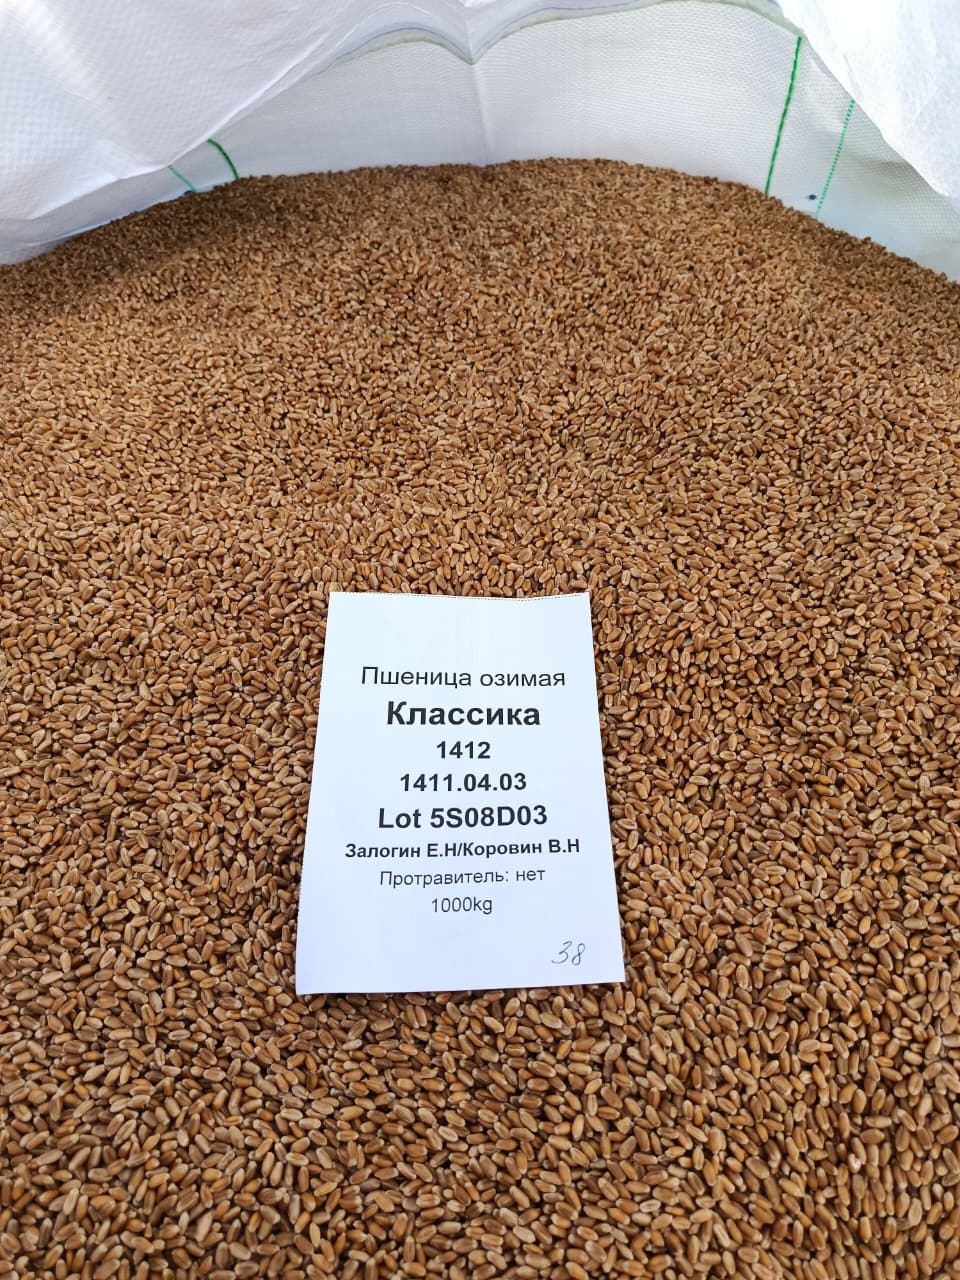 Пшеница озимая
Классика
1412
1411.04.03
Lot 5S08D03
Залогин Е.Н/Коровин В.Н
Протравитель: нет
1000kg
38